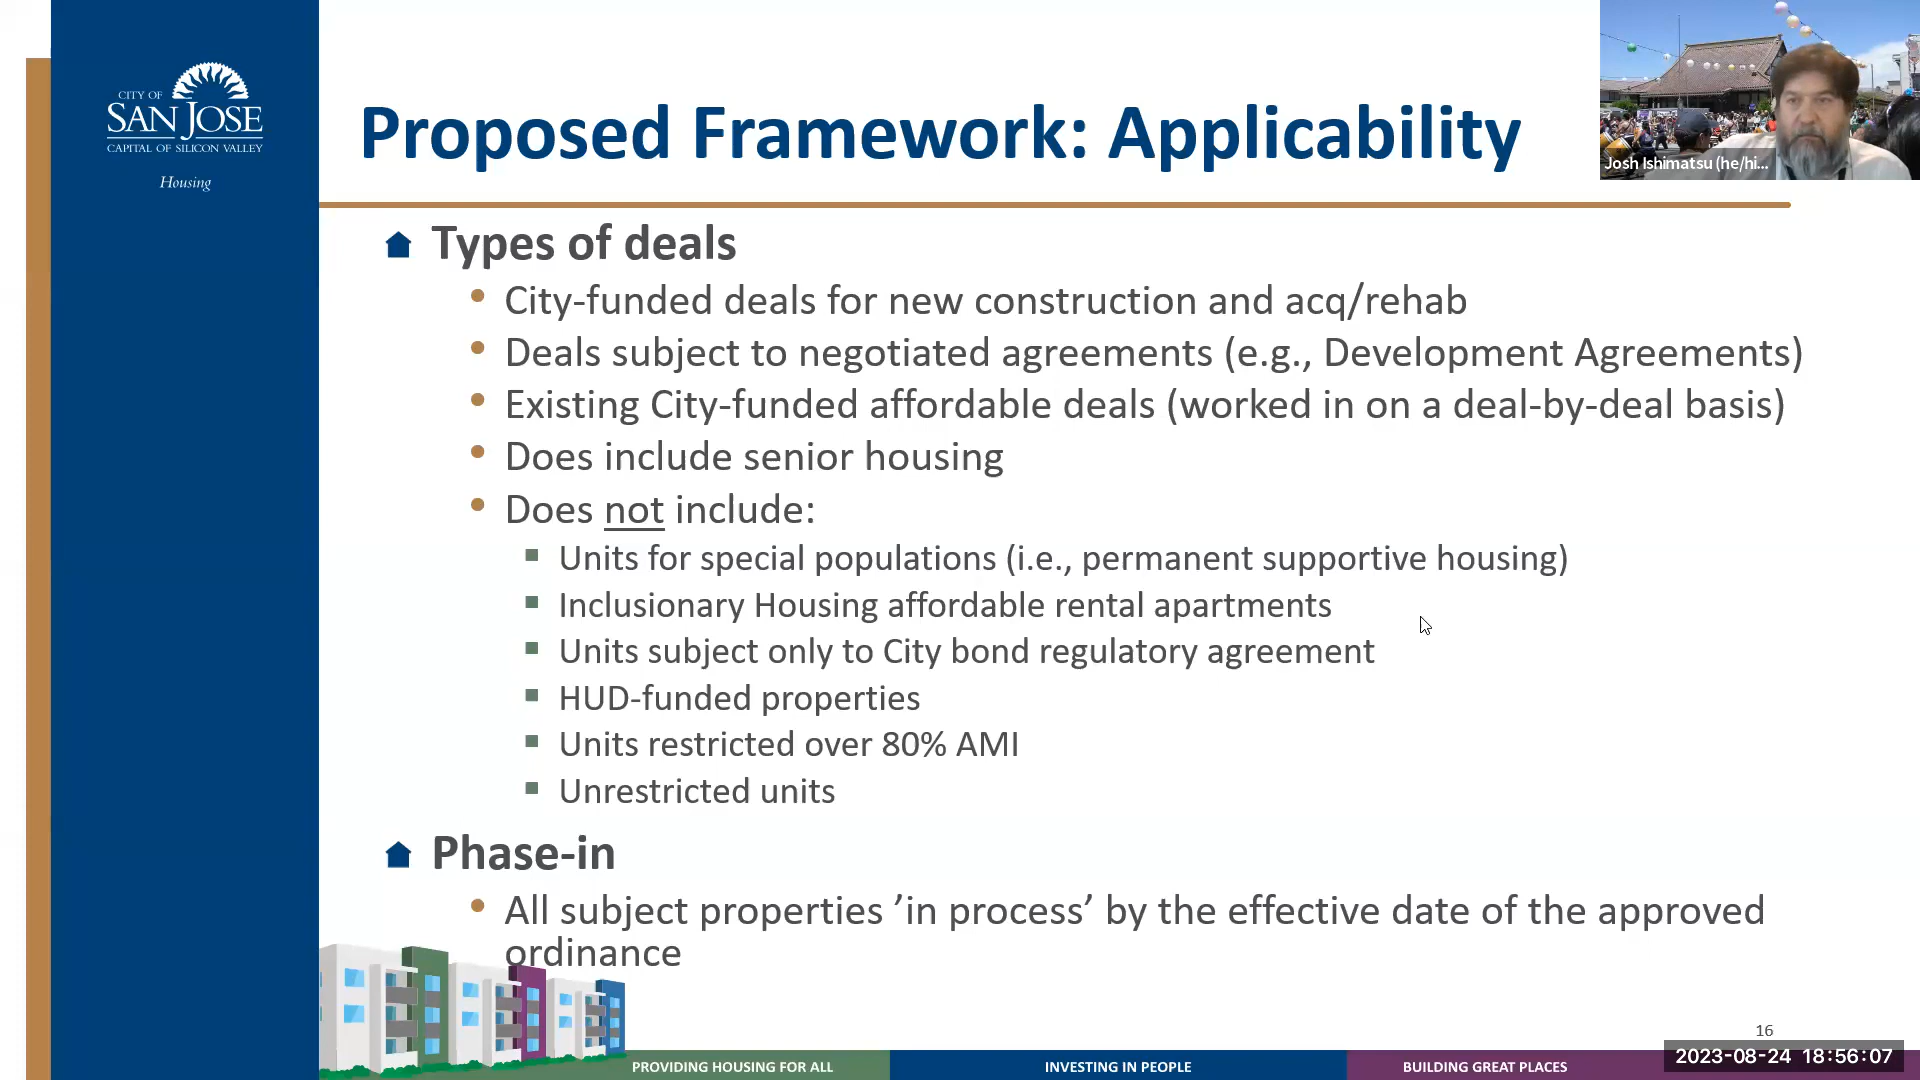 CITY OF
SAN JOSE
CAPITAL OF SILICON VALLEY
Housing
Proposed Framework: Applicability
Josh Ishimatsu (he/hi...
Types of deals
City-funded deals for new construction and acq/rehab
Deals subject to negotiated agreements (e.g., Development Agreements)
Existing City-funded affordable deals (worked in on a deal-by-deal basis)
Does include senior housing
Does not include:
Units for special populations (i.e., permanent supportive housing)
Inclusionary Housing affordable rental apartments
Units subject only to City bond regulatory agreement
HUD-funded properties
Units restricted over 80% AMI
Unrestricted units
Phase-in
All subject properties ’in process’ by the effective date of the approved
ordinance
16
2023-08-24 18:56:07
PROVIDING HOUSING FOR ALL
INVESTING IN PEOPLE
BUILDING GREAT PLACES